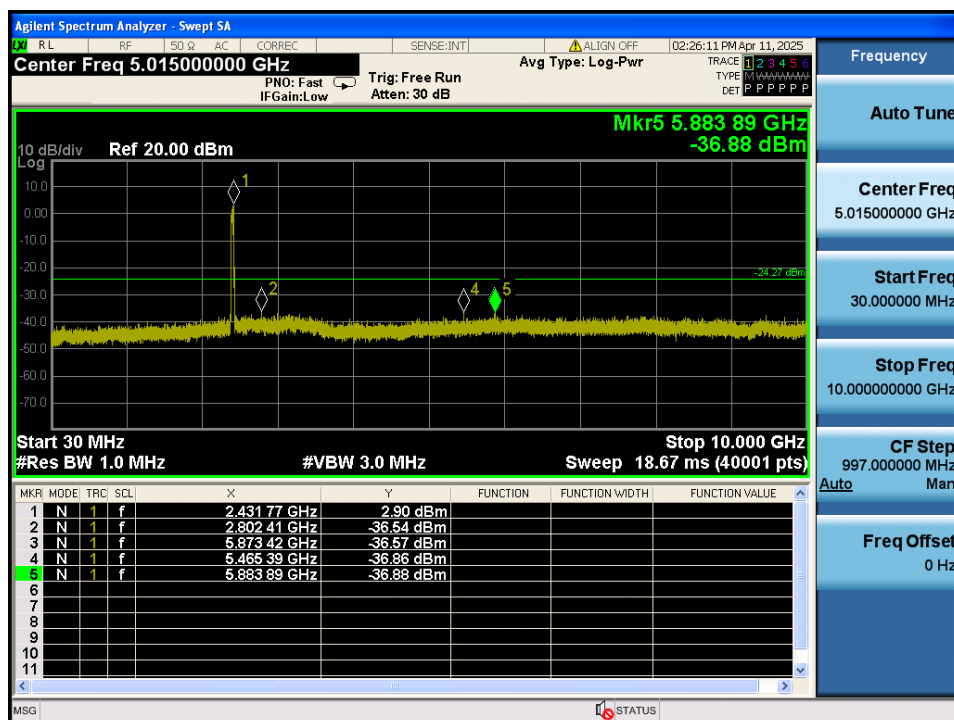 Agilent Spectrum Analyzer - Swept SA
LXI RL RF 50 Ω AC CORREC SENSE:INT ALIGN OFF 02:26:11 PM Apr 11, 2025
Center Freq 5.015000000 GHz
PNO: Fast
IFGain:Low
Trig: Free Run
Atten: 30 dB
Avg Type: Log-Pwr
TRACE 1 2 3 4 5 6
TYPE M W W W W W
DET P P P P P P
Mkr5 5.883 89 GHz
-36.88 dBm
10 dB/div Ref 20.00 dBm
Log
10.0
0.00
-10.0
-20.0
-30.0
-40.0
-50.0
-60.0
-70.0
1
2
4
5
-24.27 dBm
Start 30 MHz Stop 10.000 GHz
#Res BW 1.0 MHz #VBW 3.0 MHz Sweep 18.67 ms (40001 pts)
MKR MODE TRC SCL X Y FUNCTION FUNCTION WIDTH FUNCTION VALUE
1 N 1 f 2.431 77 GHz 2.90 dBm
2 N 1 f 2.802 41 GHz -36.54 dBm
3 N 1 f 5.873 42 GHz -36.57 dBm
4 N 1 f 5.465 39 GHz -36.86 dBm
5 N 1 f 5.883 89 GHz -36.88 dBm
6
7
8
9
10
11
MSG STATUS
Frequency
Auto Tune
Center Freq
5.015000000 GHz
Start Freq
30.000000 MHz
Stop Freq
10.000000000 GHz
CF Step
997.000000 MHz
Auto Man
Freq Offset
0 Hz